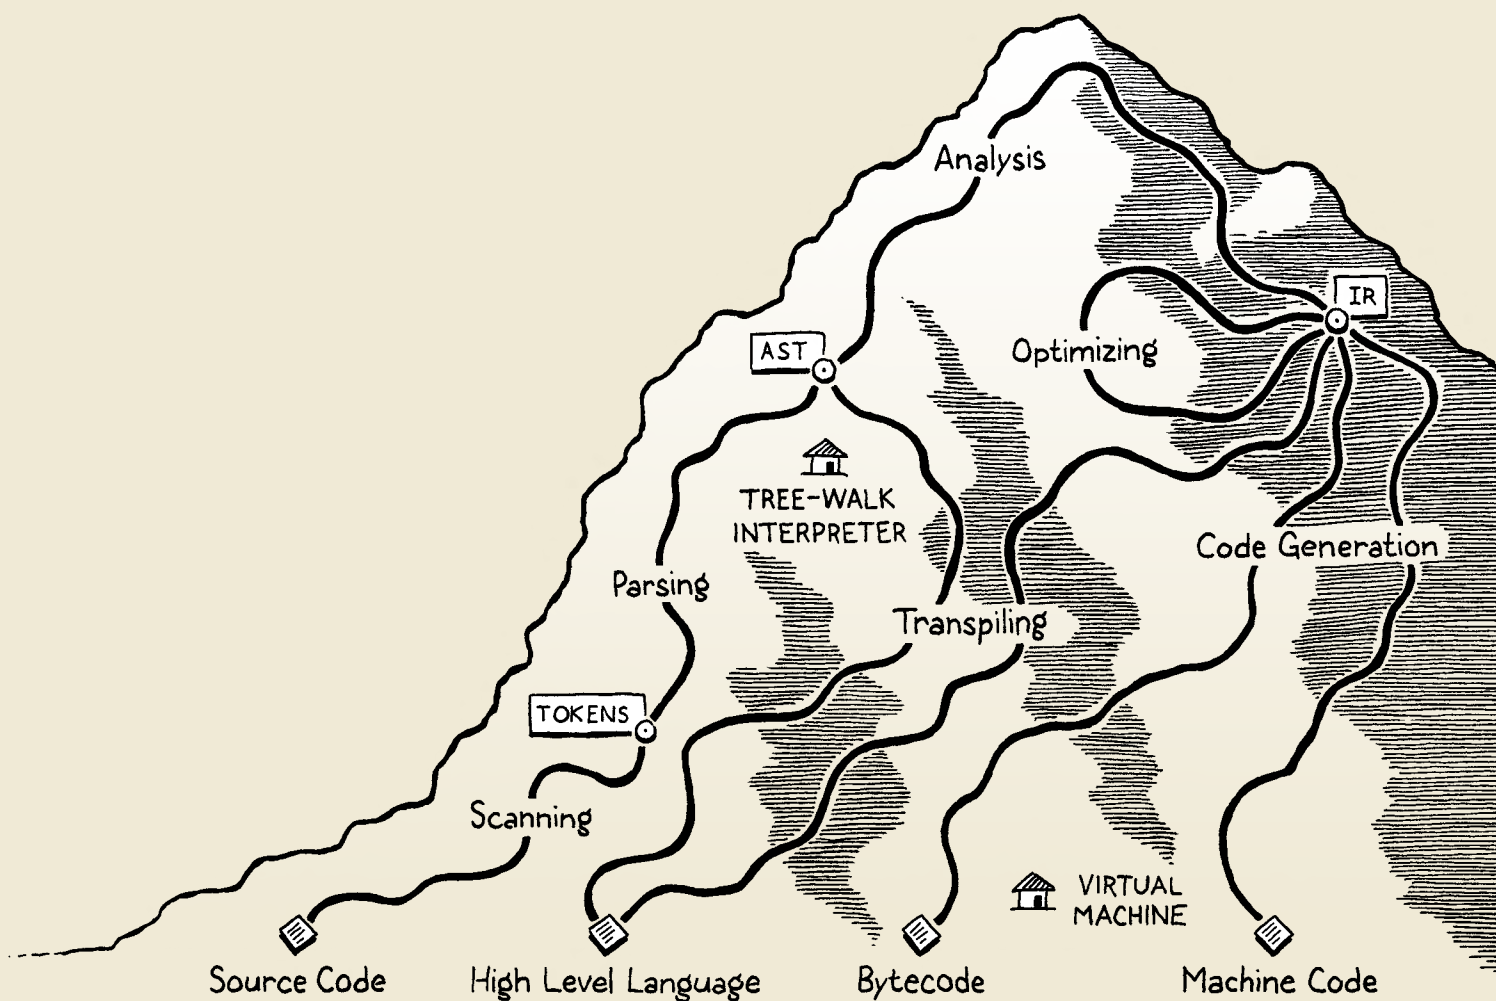 Analysis
IR
AST
Optimizing
TREE-WALK
INTERPRETER
Code Generation
Parsing
Transpiling
TOKENS
Scanning
VIRTUAL
MACHINE
Source Code
High Level Language
Bytecode
Machine Code